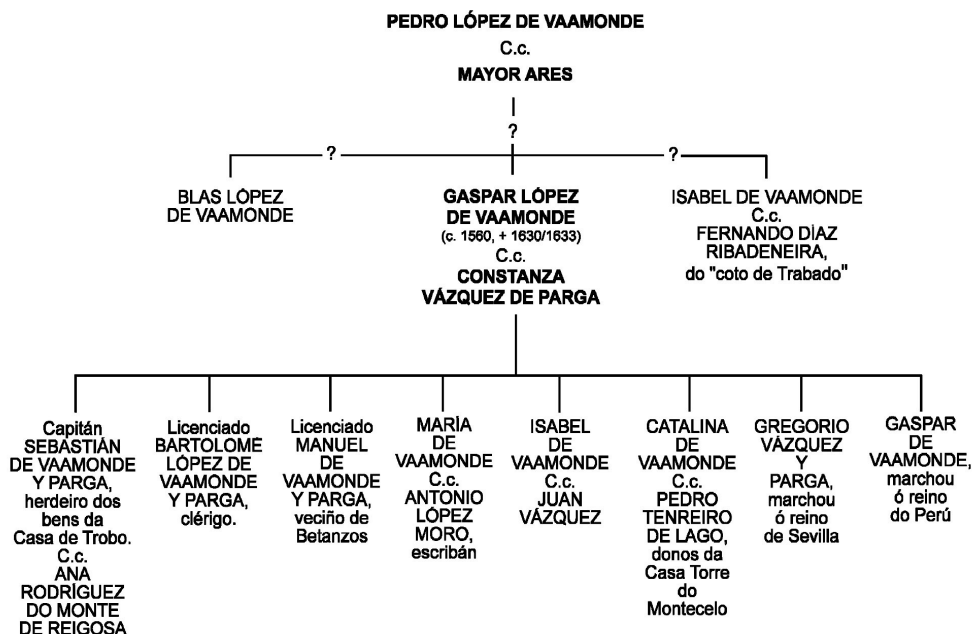 PEDRO LÓPEZ DE VAAMONDE
C.c.
MAYOR ARES
?
?
?
BLAS LÓPEZ
DE VAAMONDE
GASPAR LÓPEZ
DE VAAMONDE
(c. 1560, + 1630/1633)
C.c.
CONSTANZA
VÁZQUEZ DE PARGA
ISABEL DE VAAMONDE
C.c.
FERNANDO DÍAZ
RIBADENEIRA,
do "coto de Trabado"
Capitán
SEBASTIÁN
DE VAAMONDE
Y PARGA,
herdeiro dos
bens da
Casa de Trobo.
C.c.
ANA
RODRÍGUEZ
DO MONTE
DE REIGOSA
Licenciado
BARTOLOMÉ
LÓPEZ DE
VAAMONDE
Y PARGA,
clérigo.
Licenciado
MANUEL
DE
VAAMONDE
Y PARGA,
veciño de
Betanzos
MARÍA
DE
VAAMONDE
C.c.
ANTONIO
LÓPEZ
MORO,
escribán
ISABEL
DE
VAAMONDE
C.c.
JUAN
VÁZQUEZ
CATALINA
DE
VAAMONDE
C.c.
PEDRO
TENREIRO
DE LAGO,
donos da
Casa Torre
do
Montecelo
GREGORIO
VÁZQUEZ
Y
PARGA,
marchou
ó reino
de Sevilla
GASPAR
DE
VAAMONDE,
marchou
ó reino
do Perú